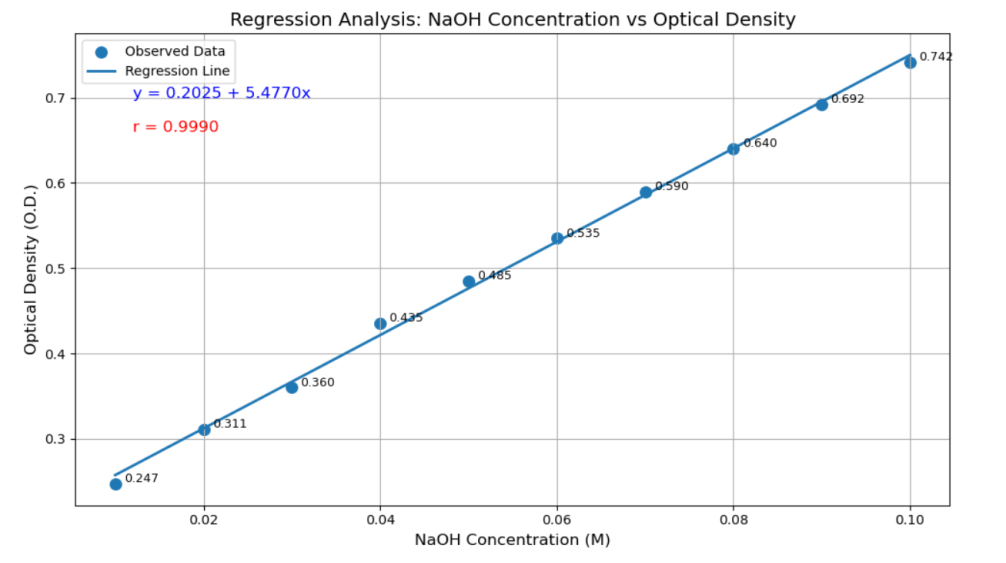 Regression Analysis: NaOH Concentration vs Optical Density
Observed Data
Regression Line
y = 0.2025 + 5.4770x
r = 0.9990
0.742
0.692
0.640
0.590
0.535
0.485
0.435
0.360
0.311
0.247
Optical Density (O.D.)
0.7
0.6
0.5
0.4
0.3
0.02 0.04 0.06 0.08 0.10
NaOH Concentration (M)